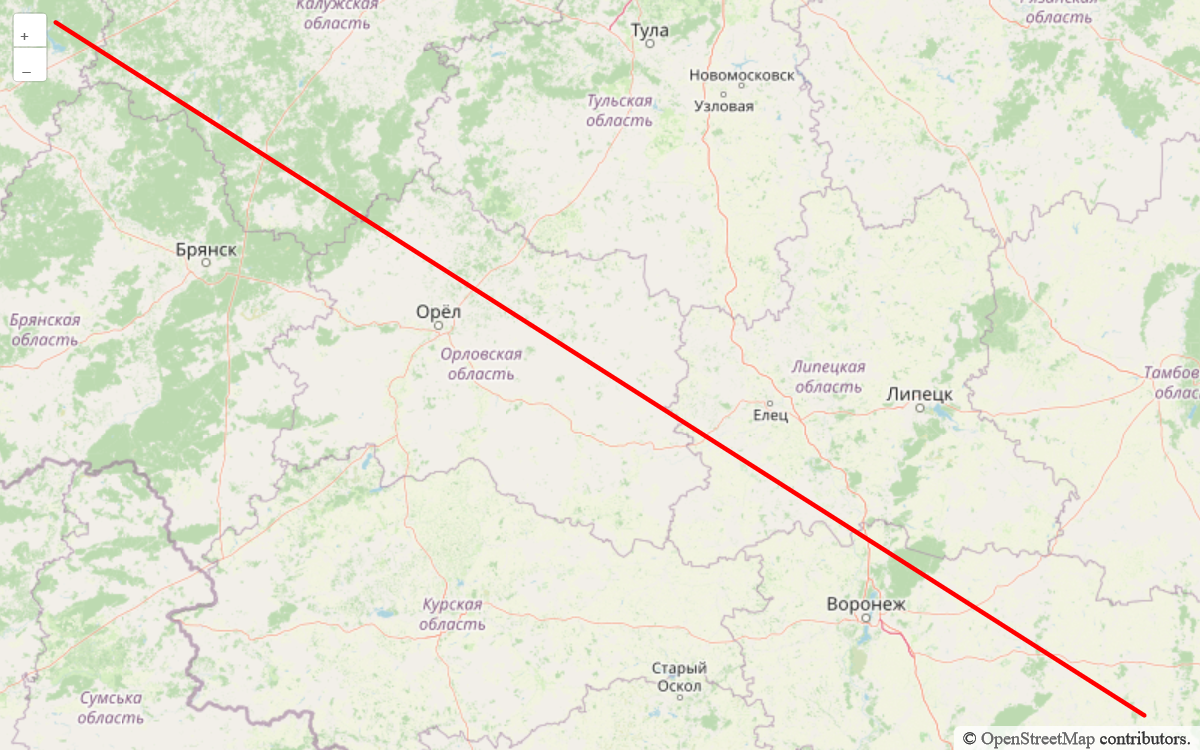 Калужская
область
Рязанская
область
+
–
Тула
Новомосковск
Узловая
Тульская
область
Брянск
Брянская
область
Орёл
Орловская
область
Липецкая
область
Липецк
Елец
Тамбов
облас
Курская
область
Воронеж
Старый
Оскол
Сумська
область
© OpenStreetMap contributors.